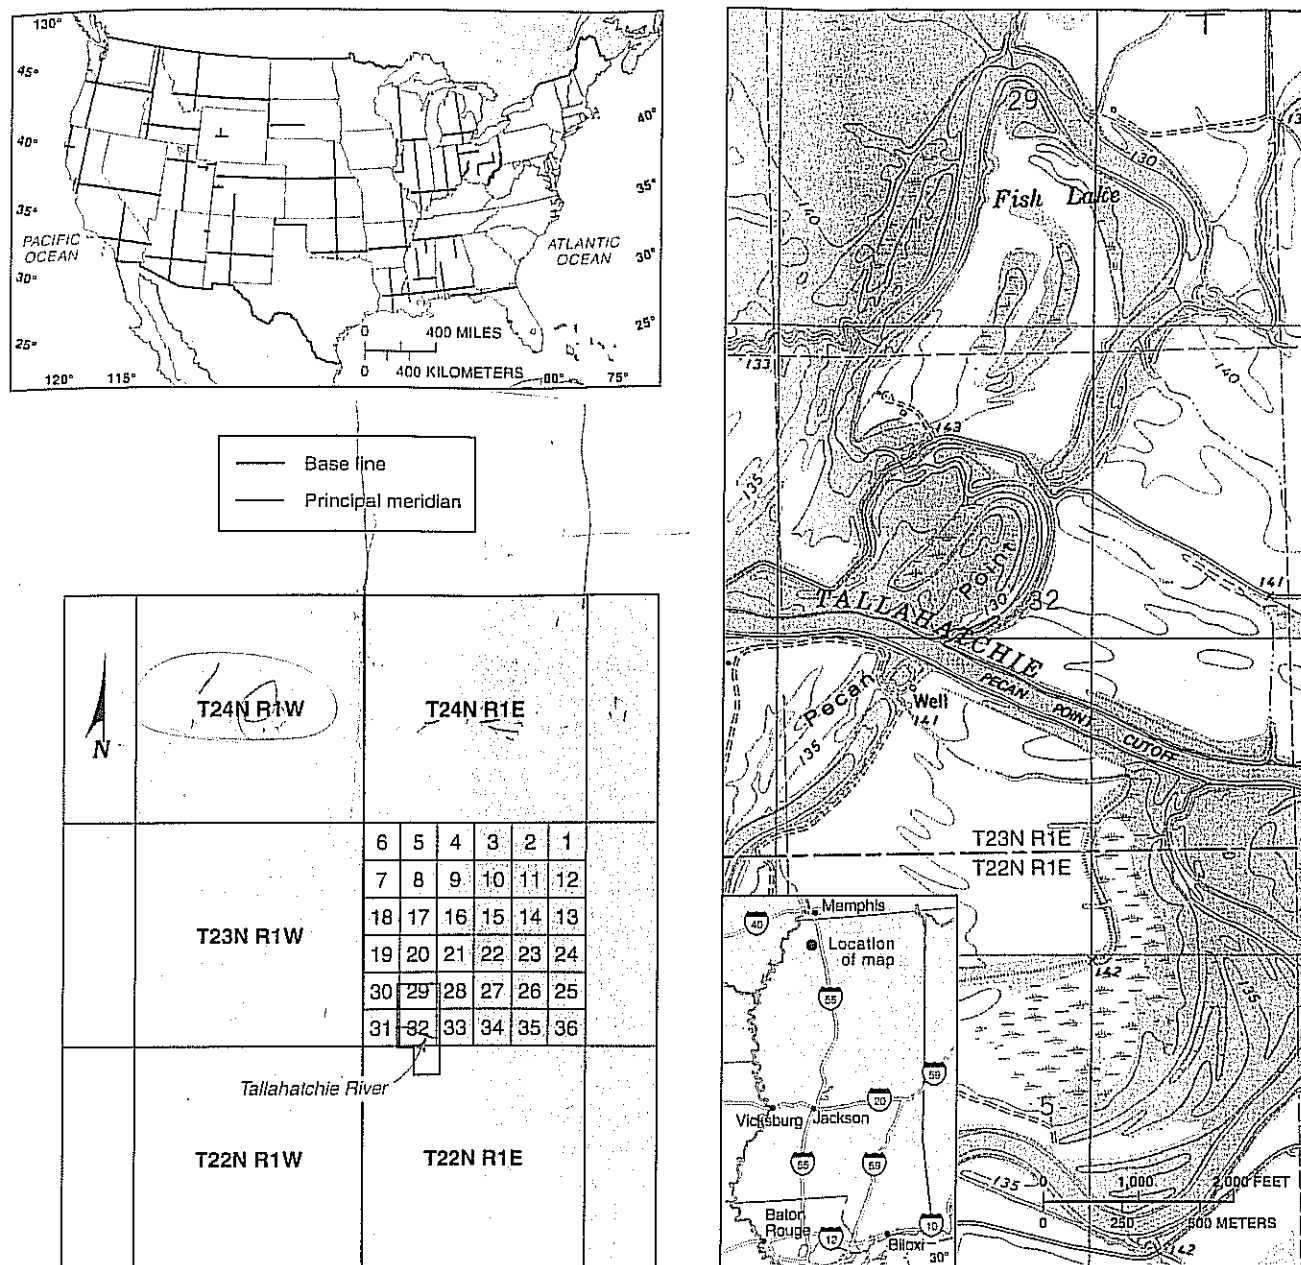 130°
45°
40°
35°
30°
25°
PACIFIC
OCEAN
ATLANTIC
OCEAN
40°
35°
30°
25°
0 400 MILES
0 400 KILOMETERS
120° 115° 75°
Base line
Principal meridian
N
T24N R1W
T24N R1E
T23N R1W
6 5 4 3 2 1
7 8 9 10 11 12
18 17 16 15 14 13
19 20 21 22 23 24
30 29 28 27 26 25
31 32 33 34 35 36
Tallahatchie River
T22N R1W
T22N R1E
29
130
Fish Lake
140
133
140
143
135
Point
130
141
32
TALLAHATCHIE
PECAN
POINT
CUTOFF
Pecan
Well
141
135
T23N R1E
T22N R1E
142
135
5
135
0 1,000 2,000 FEET
0 250 500 METERS
142
40
Memphis
Location
of map
55
59
20
Vicksburg Jackson
55
59
Baton
Rouge
12
10
Biloxi
30°